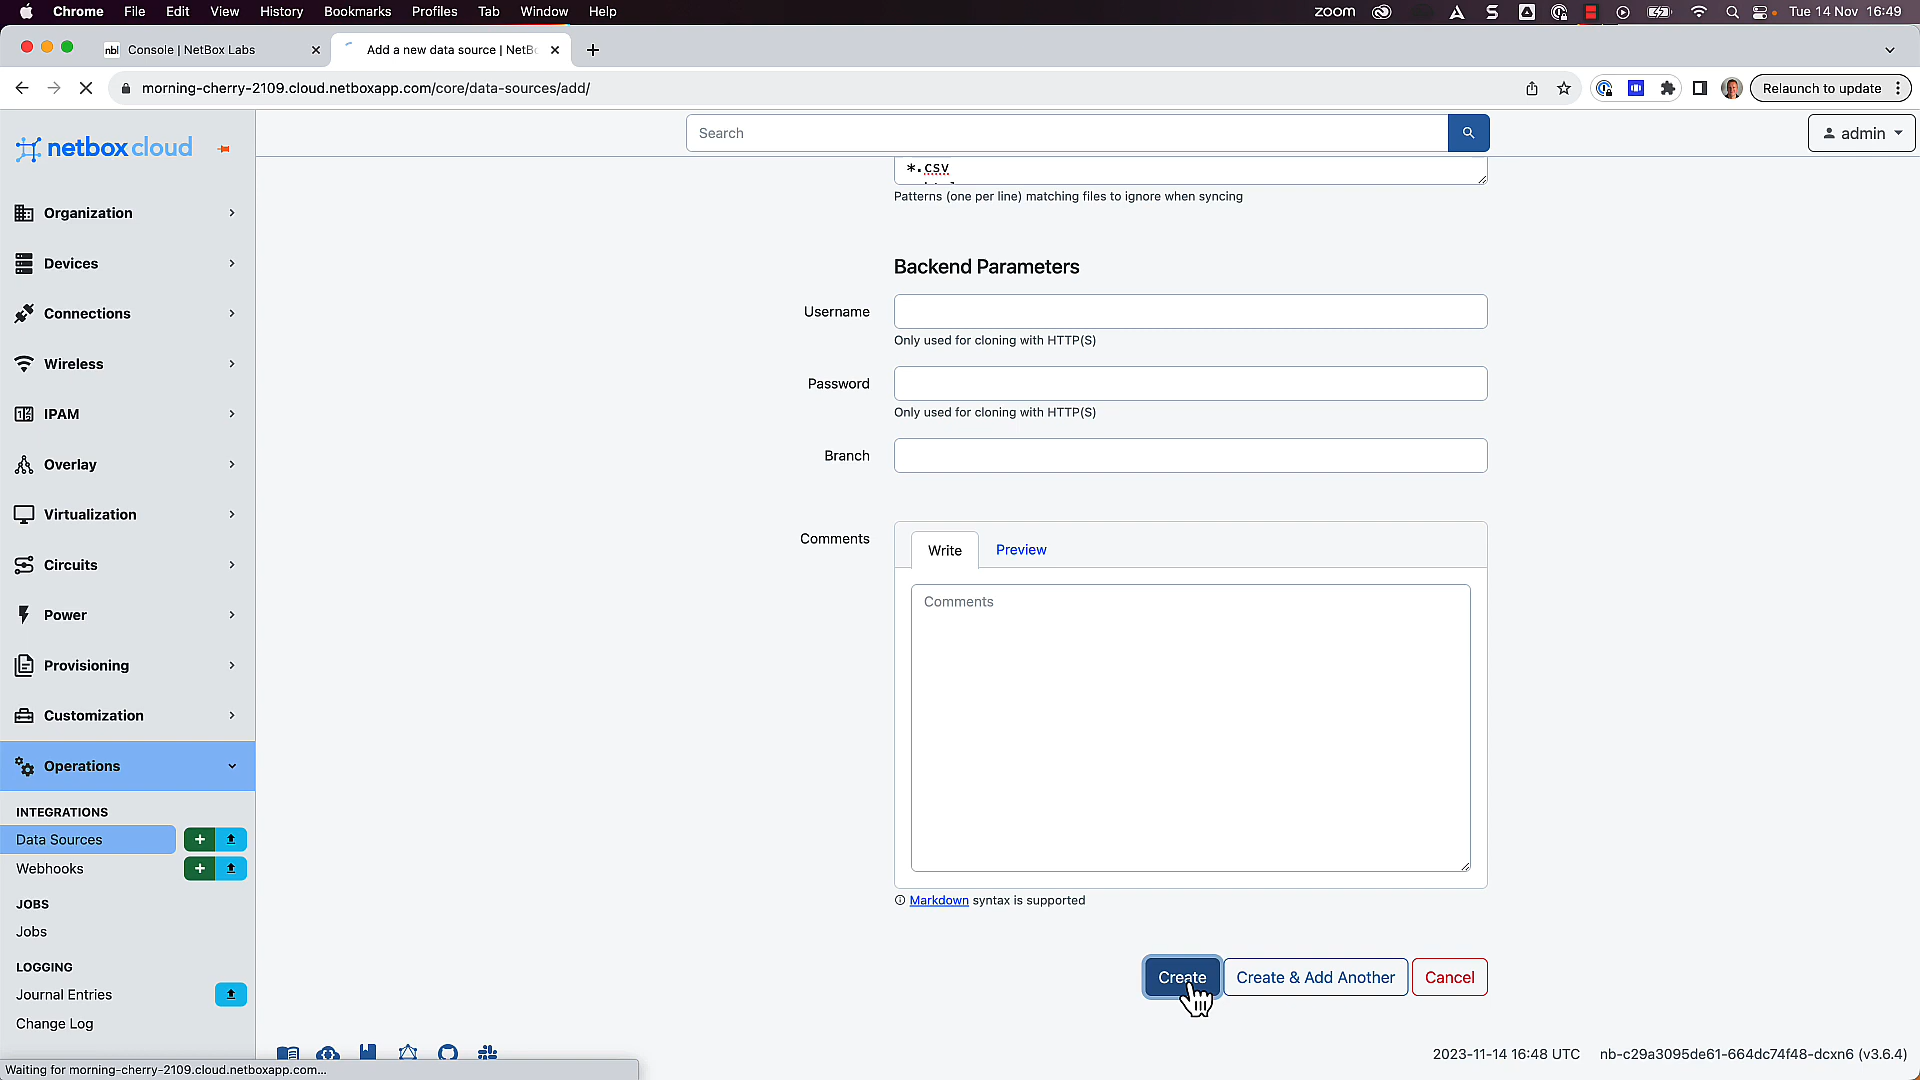 Chrome File Edit View History Bookmarks Profiles Tab Window Help zoom Tue 14 Nov 16:49
nbl Console | NetBox Labs Add a new data source | NetB
morning-cherry-2109.cloud.netboxapp.com/core/data-sources/add/ Relaunch to update
netbox cloud
Search
admin
*.csv
Patterns (one per line) matching files to ignore when syncing
Organization
Devices
Connections
Wireless
IPAM
Overlay
Virtualization
Circuits
Power
Provisioning
Customization
Operations
INTEGRATIONS
Data Sources
Webhooks
JOBS
Jobs
LOGGING
Journal Entries
Change Log
Backend Parameters
Username
Only used for cloning with HTTP(S)
Password
Only used for cloning with HTTP(S)
Branch
Comments
Write Preview
Comments
Markdown syntax is supported
Create Create & Add Another Cancel
2023-11-14 16:48 UTC nb-c29a3095de61-664dc74f48-dcxn6 (v3.6.4)
Waiting for morning-cherry-2109.cloud.netboxapp.com...